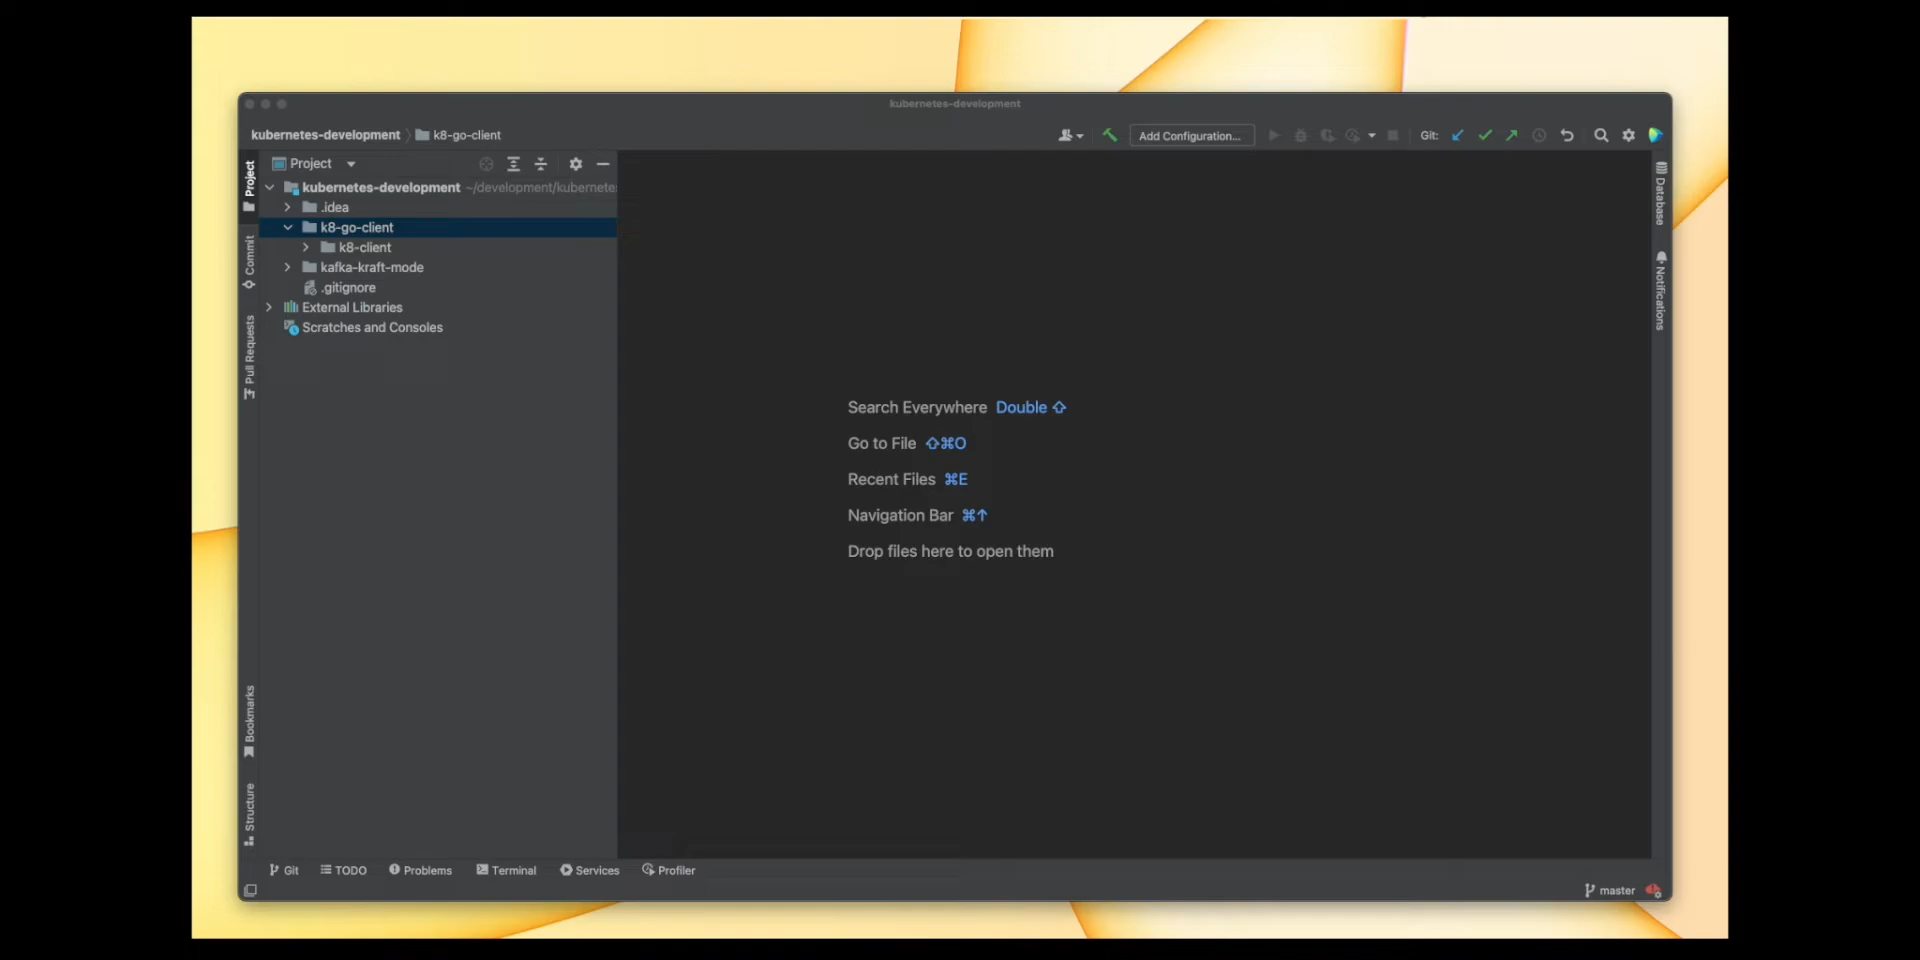 kubernetes-development
kubernetes-development k8-go-client
Add Configuration...
Git:
Project
kubernetes-development ~/development/kubernete
.idea
k8-go-client
k8-client
kafka-kraft-mode
.gitignore
External Libraries
Scratches and Consoles
Project
Commit
Pull Requests
Bookmarks
Structure
Search Everywhere Double ⇧
Go to File ⇧⌘O
Recent Files ⌘E
Navigation Bar ⌘↑
Drop files here to open them
Database
Notifications
Git TODO Problems Terminal Services Profiler
master